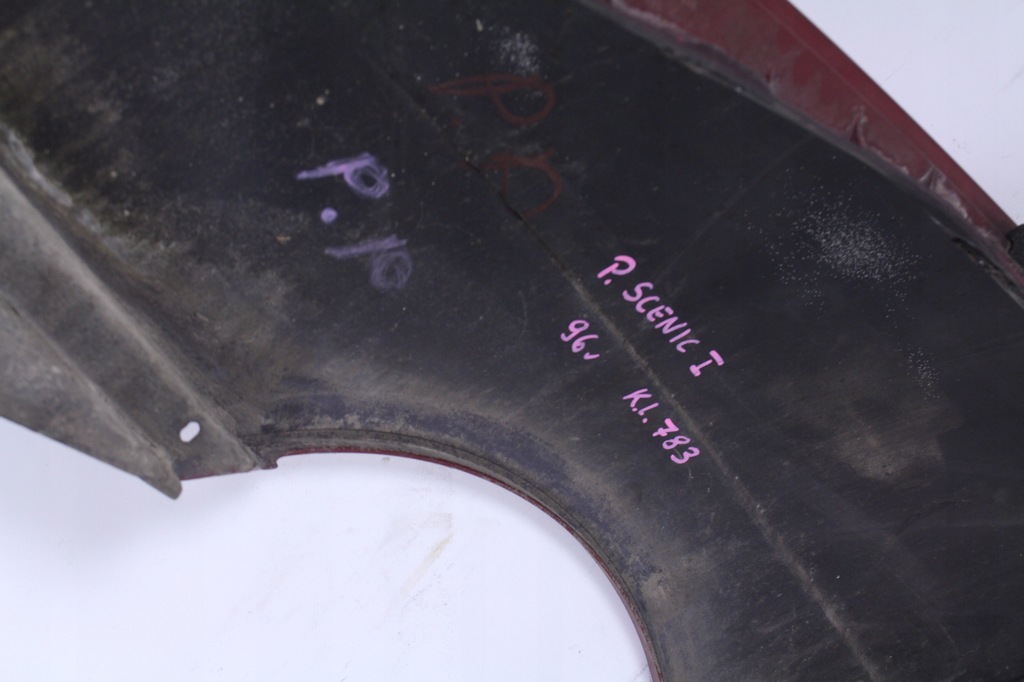 P.P
P.P
P. SCENIC I
96r
K.l. 783